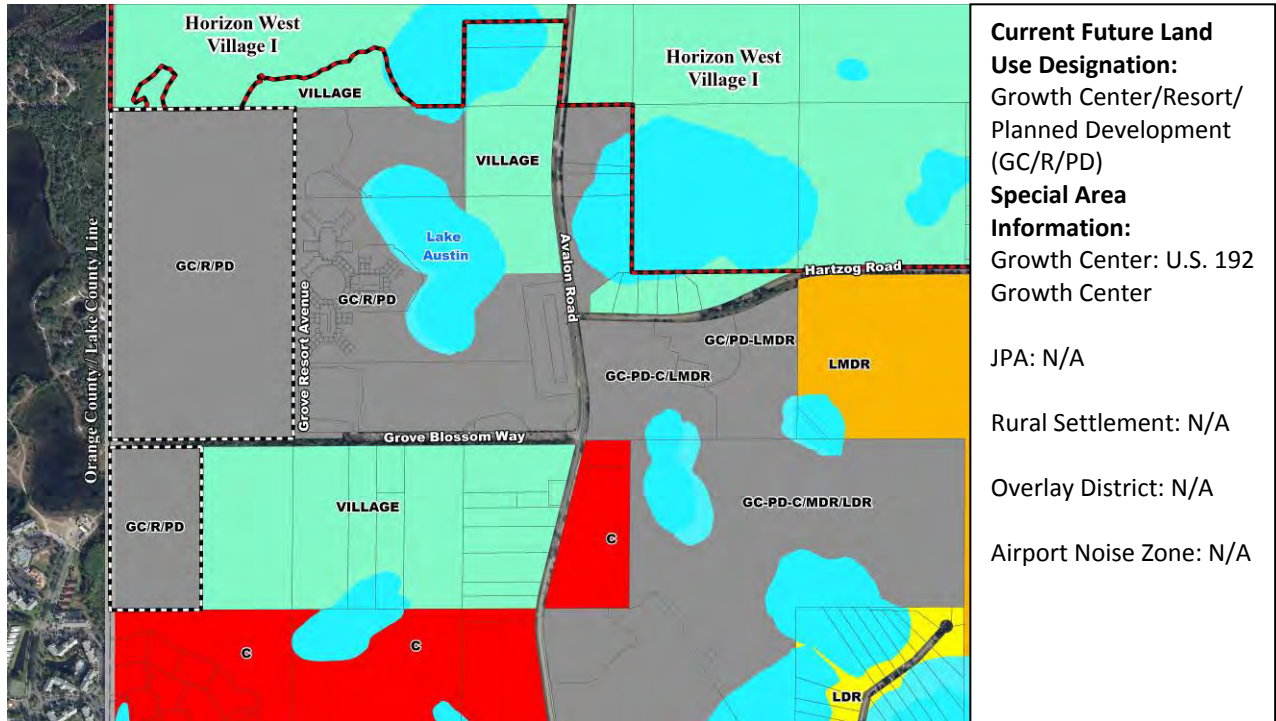 Horizon West
Village I
Horizon West
Village I
VILLAGE
VILLAGE
Lake
Austin
GC/R/PD
GC/R/PD
Grove Resort Avenue
Avalon Road
Hartzog Road
GC/PD-LMDR
GC-PD-C/LMDR
LMDR
Orange County / Lake County Line
Grove Blossom Way
GC/R/PD
VILLAGE
C
GC-PD-C/MDR/LDR
C
C
LDR
Current Future Land
Use Designation:
Growth Center/Resort/
Planned Development
(GC/R/PD)
Special Area
Information:
Growth Center: U.S. 192
Growth Center
JPA: N/A
Rural Settlement: N/A
Overlay District: N/A
Airport Noise Zone: N/A